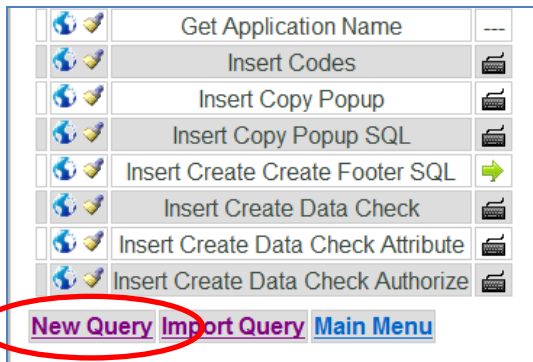 Get Application Name ---
Insert Codes
Insert Copy Popup
Insert Copy Popup SQL
Insert Create Create Footer SQL
Insert Create Data Check
Insert Create Data Check Attribute
Insert Create Data Check Authorize
New Query Import Query Main Menu